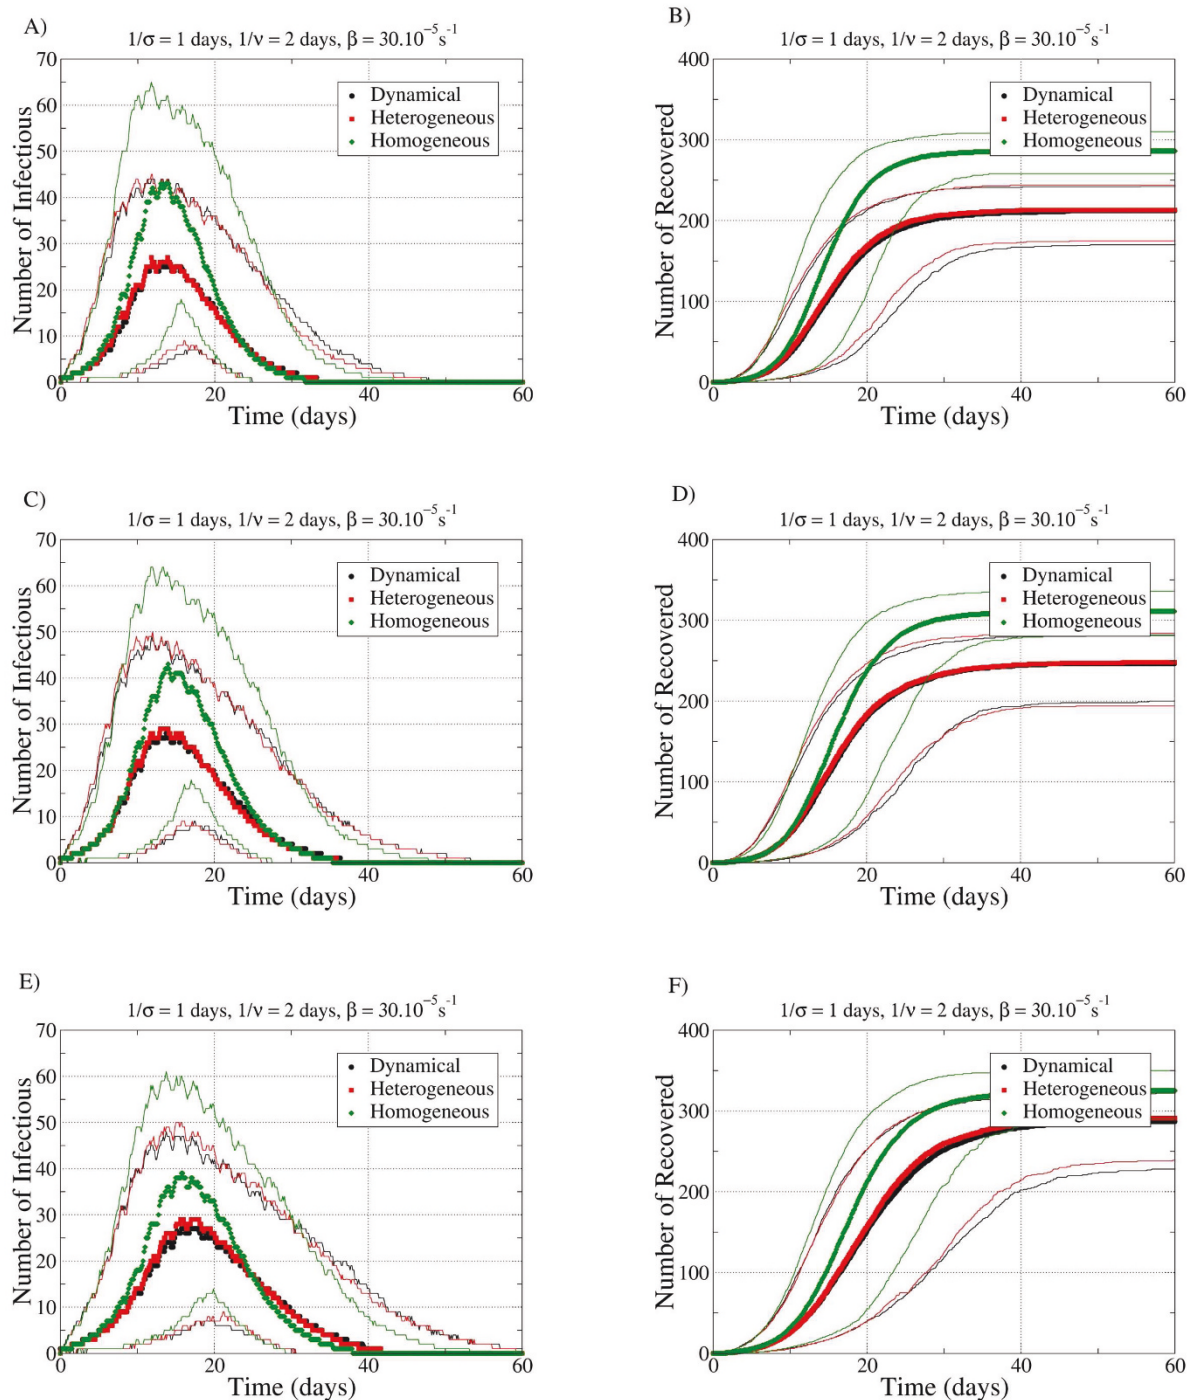 A)
1/σ = 1 days, 1/ν = 2 days, β = 30.10⁻⁵s⁻¹
70
60
50
40
30
20
10
0
Number of Infectious
Dynamical
Heterogeneous
Homogeneous
0 20 40 60
Time (days)
B)
1/σ = 1 days, 1/ν = 2 days, β = 30.10⁻⁵s⁻¹
400
300
200
100
0
Number of Recovered
Dynamical
Heterogeneous
Homogeneous
0 20 40 60
Time (days)
C)
1/σ = 1 days, 1/ν = 2 days, β = 30.10⁻⁵s⁻¹
70
60
50
40
30
20
10
0
Number of Infectious
Dynamical
Heterogeneous
Homogeneous
0 20 40 60
Time (days)
D)
1/σ = 1 days, 1/ν = 2 days, β = 30.10⁻⁵s⁻¹
400
300
200
100
0
Number of Recovered
Dynamical
Heterogeneous
Homogeneous
0 20 40 60
Time (days)
E)
1/σ = 1 days, 1/ν = 2 days, β = 30.10⁻⁵s⁻¹
70
60
50
40
30
20
10
0
Number of Infectious
Dynamical
Heterogeneous
Homogeneous
0 20 40 60
Time (days)
F)
1/σ = 1 days, 1/ν = 2 days, β = 30.10⁻⁵s⁻¹
400
300
200
100
0
Number of Recovered
Dynamical
Heterogeneous
Homogeneous
0 20 40 60
Time (days)